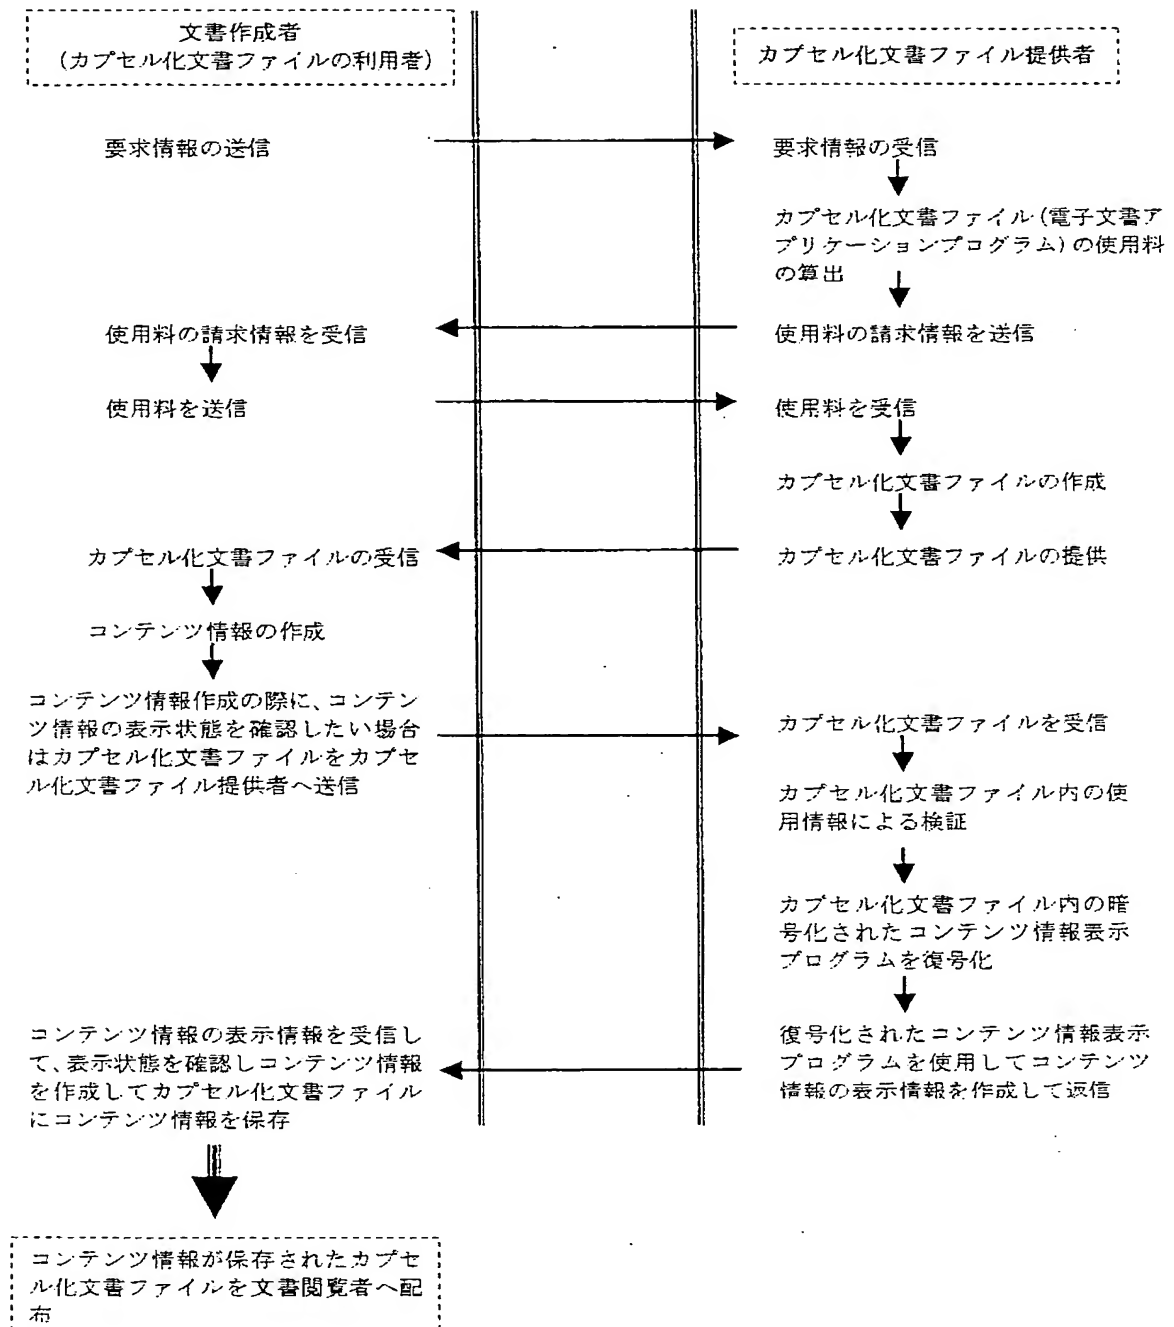 文書作成者
(カプセル化文書ファイルの利用者)
カプセル化文書ファイル提供者
要求情報の送信
要求情報の受信
カプセル化文書ファイル(電子文書ア
プリケーションプログラム)の使用料
の算出
使用料の請求情報を受信
使用料の請求情報を送信
使用料を送信
使用料を受信
カプセル化文書ファイルの作成
カプセル化文書ファイルの受信
カプセル化文書ファイルの提供
コンテンツ情報の作成
コンテンツ情報作成の際に、コンテン
ツ情報の表示状態を確認したい場合
はカプセル化文書ファイルをカプセ
ル化文書ファイル提供者へ送信
カプセル化文書ファイルを受信
カプセル化文書ファイル内の使
用情報による検証
カプセル化文書ファイル内の暗
号化されたコンテンツ情報表示
プログラムを復号化
コンテンツ情報の表示情報を受信し
て、表示状態を確認しコンテンツ情報
を作成してカプセル化文書ファイル
にコンテンツ情報を保存
復号化されたコンテンツ情報表示
プログラムを使用してコンテンツ
情報の表示情報を作成して返信
コンテンツ情報が保存されたカプセ
ル化文書ファイルを文書閲覧者へ配
布